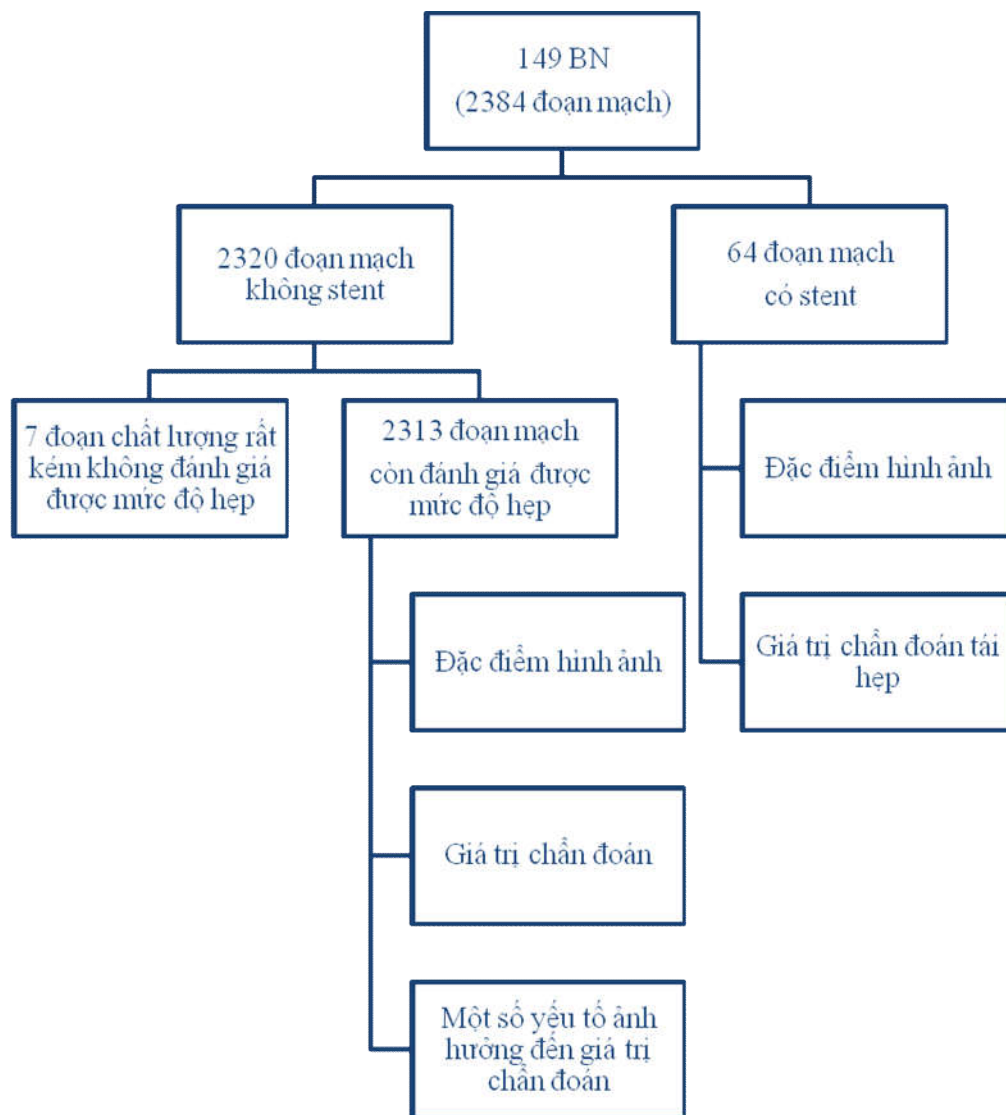 149 BN
(2384 đoạn mạch)
2320 đoạn mạch
không stent
64 đoạn mạch
có stent
7 đoạn chất lượng rất
kém không đánh giá
được mức độ hẹp
2313 đoạn mạch
còn đánh giá được
mức độ hẹp
Đặc điểm hình ảnh
Giá trị chẩn đoán tái
hẹp
Đặc điểm hình ảnh
Giá trị chẩn đoán
Một số yếu tố ảnh
hưởng đến giá trị
chẩn đoán